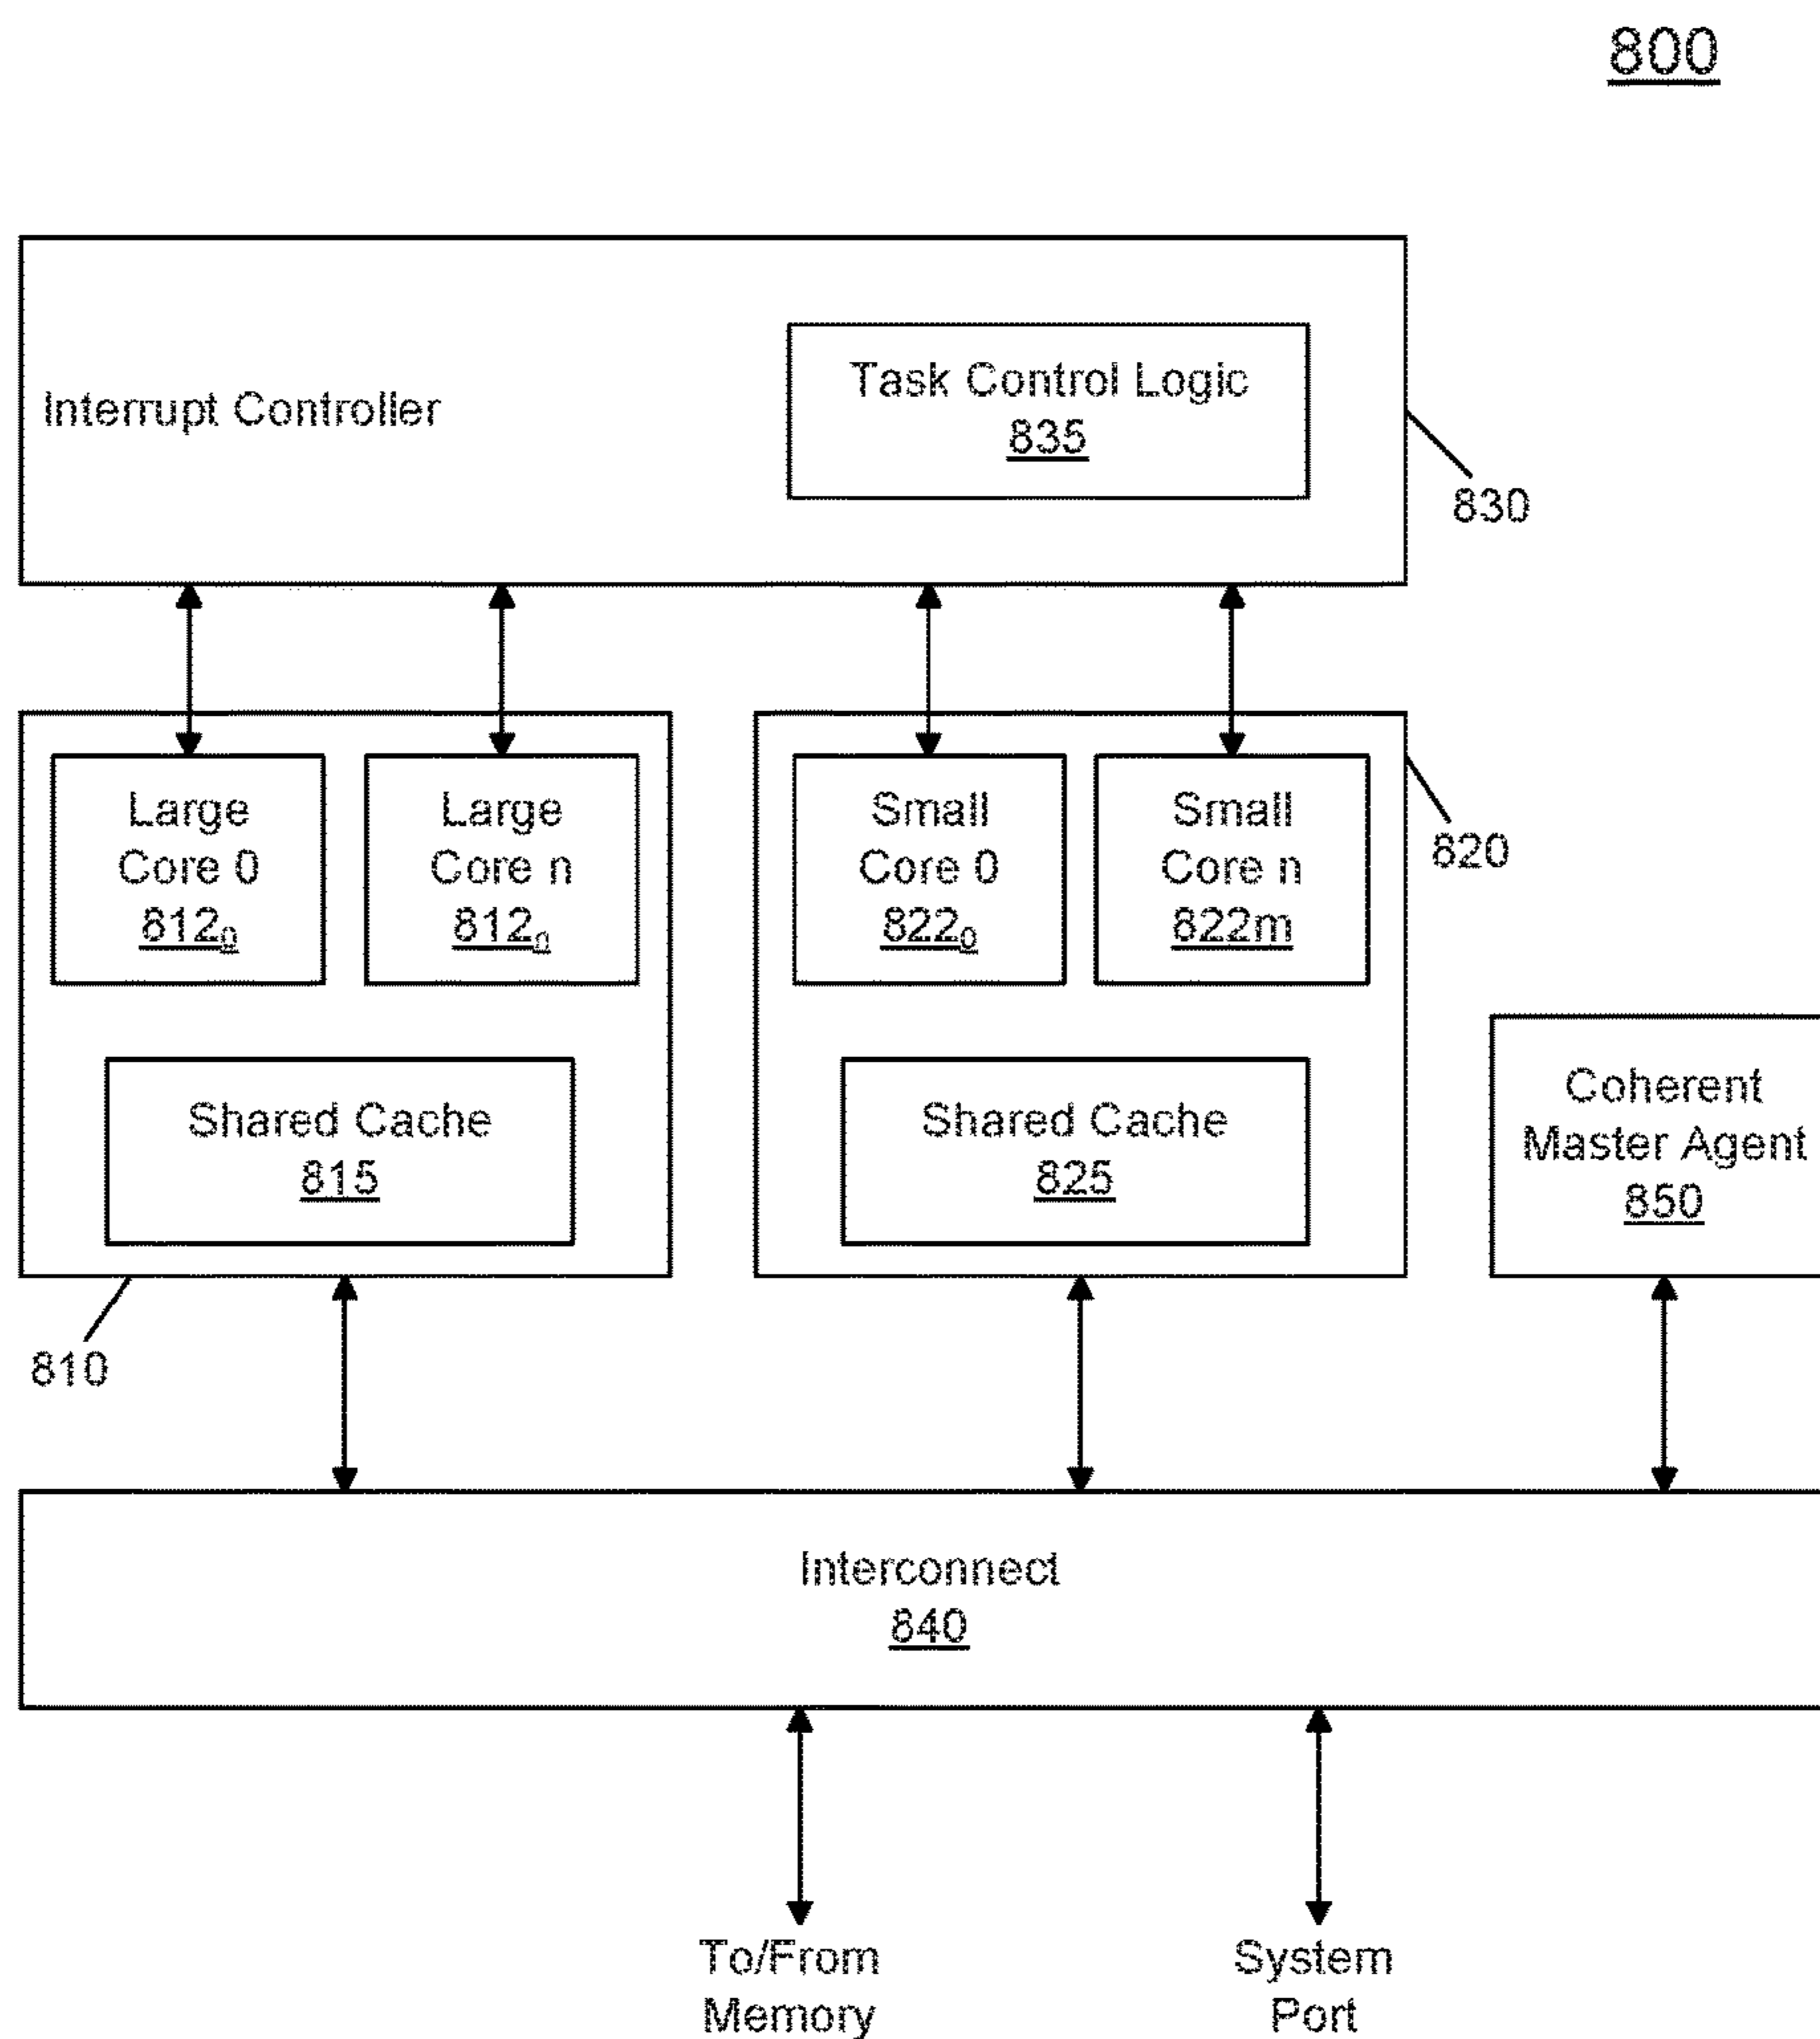 800
Interrupt Controller
Task Control Logic
835
830
Large
Core 0
812₀
Large
Core n
812ₙ
Small
Core 0
822₀
Small
Core n
822m
820
Shared Cache
815
Shared Cache
825
Coherent
Master Agent
850
810
Interconnect
840
To/From
Memory
System
Port